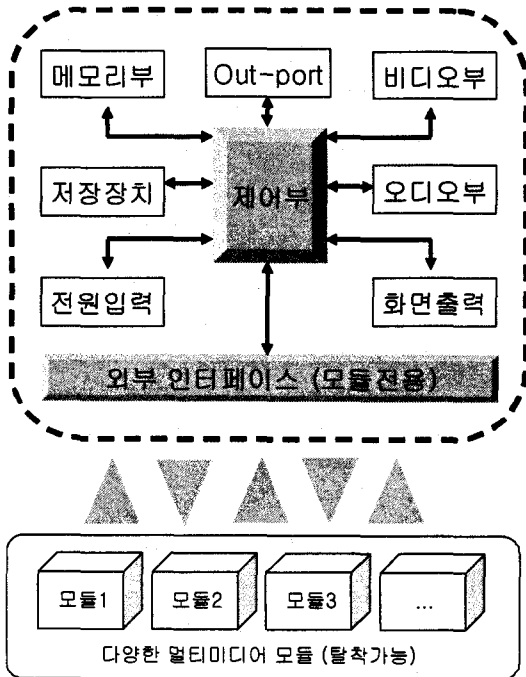 메모리부
Out-port
비디오부
저장장치
제어부
오디오부
전원입력
화면출력
외부 인터페이스 (모듈전용)
모듈1
모듈2
모듈3
...
다양한 멀티미디어 모듈 (탈착가능)